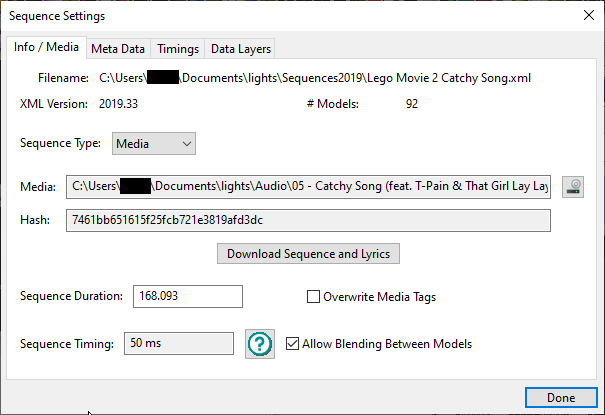 Sequence Settings
Info / Media Meta Data Timings Data Layers
Filename: C:\Users\ \Documents\lights\Sequences2019\Lego Movie 2 Catchy Song.xml
XML Version: 2019.33 # Models: 92
Sequence Type: Media
Media: C:\Users\ \Documents\lights\Audio\05 - Catchy Song (feat. T-Pain & That Girl Lay Lay
Hash: 7461bb651615f25fcb721e3819afd3dc
Download Sequence and Lyrics
Sequence Duration: 168.093 Overwrite Media Tags
Sequence Timing: 50 ms ? Allow Blending Between Models
Done